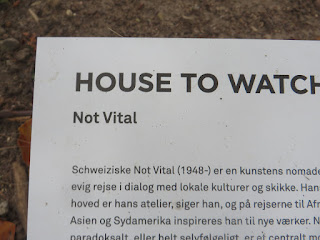 HOUSE TO WATCH
Not Vital
Schweiziske Not Vital (1948-) er en kunstens nomade
evig rejse i dialog med lokale kulturer og skikke. Han
hoved er hans atelier, siger han, og på rejserne til Afr
Asien og Sydamerika inspireres han til nye værker. N
paradoksalt, eller helt selvfølgeligt, er et centralt m